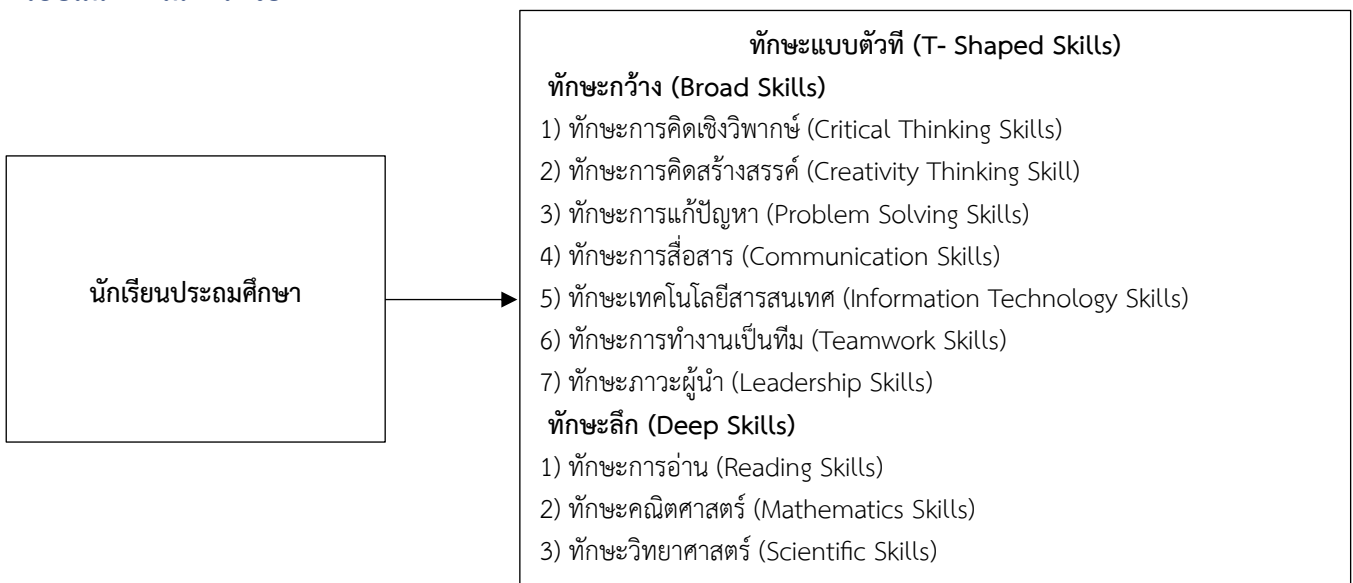 นักเรียนประถมศึกษา
ทักษะแบบตัวที (T- Shaped Skills)
ทักษะกว้าง (Broad Skills)
1) ทักษะการคิดเชิงวิพากษ์ (Critical Thinking Skills)
2) ทักษะการคิดสร้างสรรค์ (Creativity Thinking Skill)
3) ทักษะการแก้ปัญหา (Problem Solving Skills)
4) ทักษะการสื่อสาร (Communication Skills)
5) ทักษะเทคโนโลยีสารสนเทศ (Information Technology Skills)
6) ทักษะการทำงานเป็นทีม (Teamwork Skills)
7) ทักษะภาวะผู้นำ (Leadership Skills)
ทักษะลึก (Deep Skills)
1) ทักษะการอ่าน (Reading Skills)
2) ทักษะคณิตศาสตร์ (Mathematics Skills)
3) ทักษะวิทยาศาสตร์ (Scientific Skills)